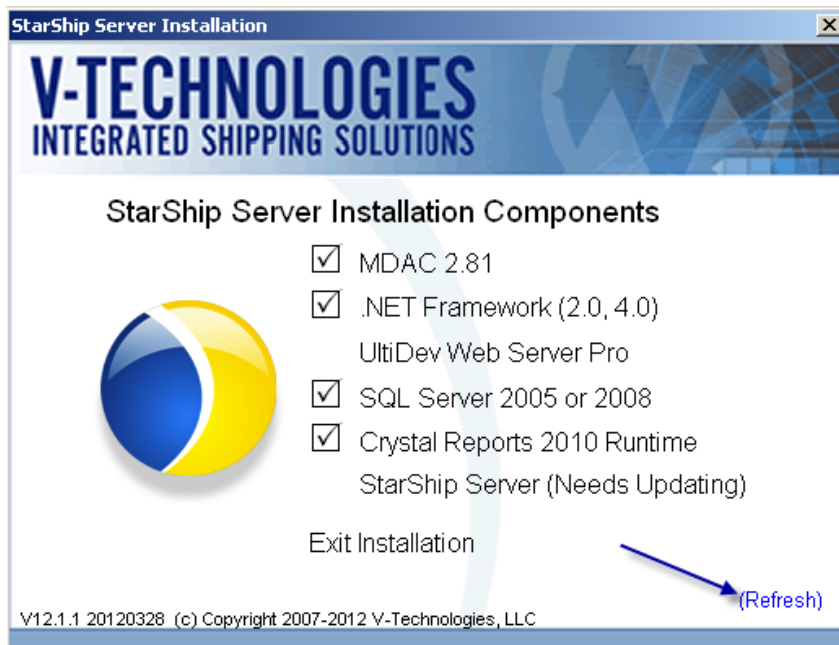 StarShip Server Installation
V-TECHNOLOGIES
INTEGRATED SHIPPING SOLUTIONS
StarShip Server Installation Components
MDAC 2.81
.NET Framework (2.0, 4.0)
UltiDev Web Server Pro
SQL Server 2005 or 2008
Crystal Reports 2010 Runtime
StarShip Server (Needs Updating)
Exit Installation
(Refresh)
V12.1.1 20120328 (c) Copyright 2007-2012 V-Technologies, LLC